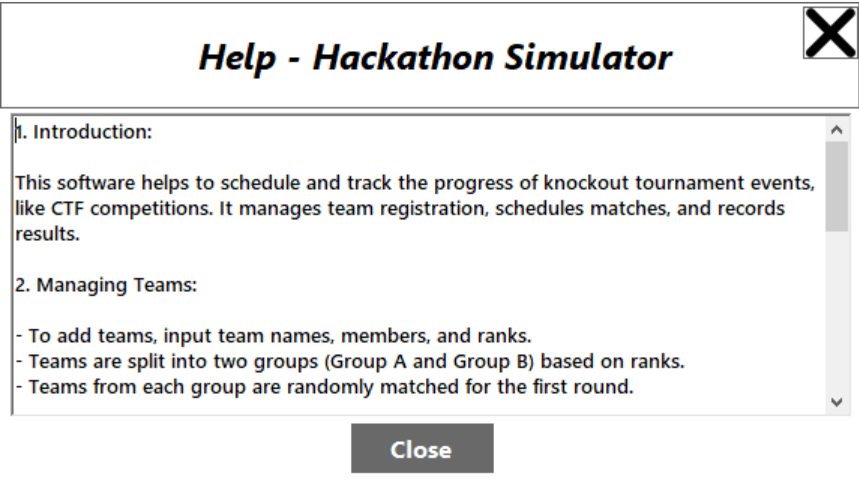 Help - Hackathon Simulator
1. Introduction:
This software helps to schedule and track the progress of knockout tournament events,
like CTF competitions. It manages team registration, schedules matches, and records
results.
2. Managing Teams:
- To add teams, input team names, members, and ranks.
- Teams are split into two groups (Group A and Group B) based on ranks.
- Teams from each group are randomly matched for the first round.
Close